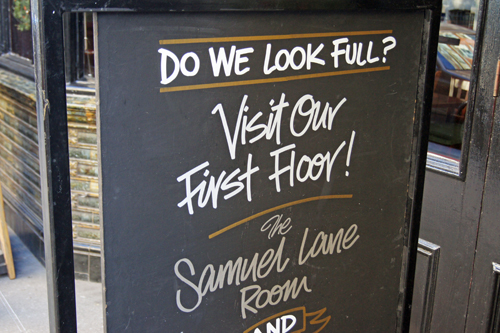 DO WE LOOK FULL?
Visit Our
First Floor!
The
Samuel Lane
ROOM
AND